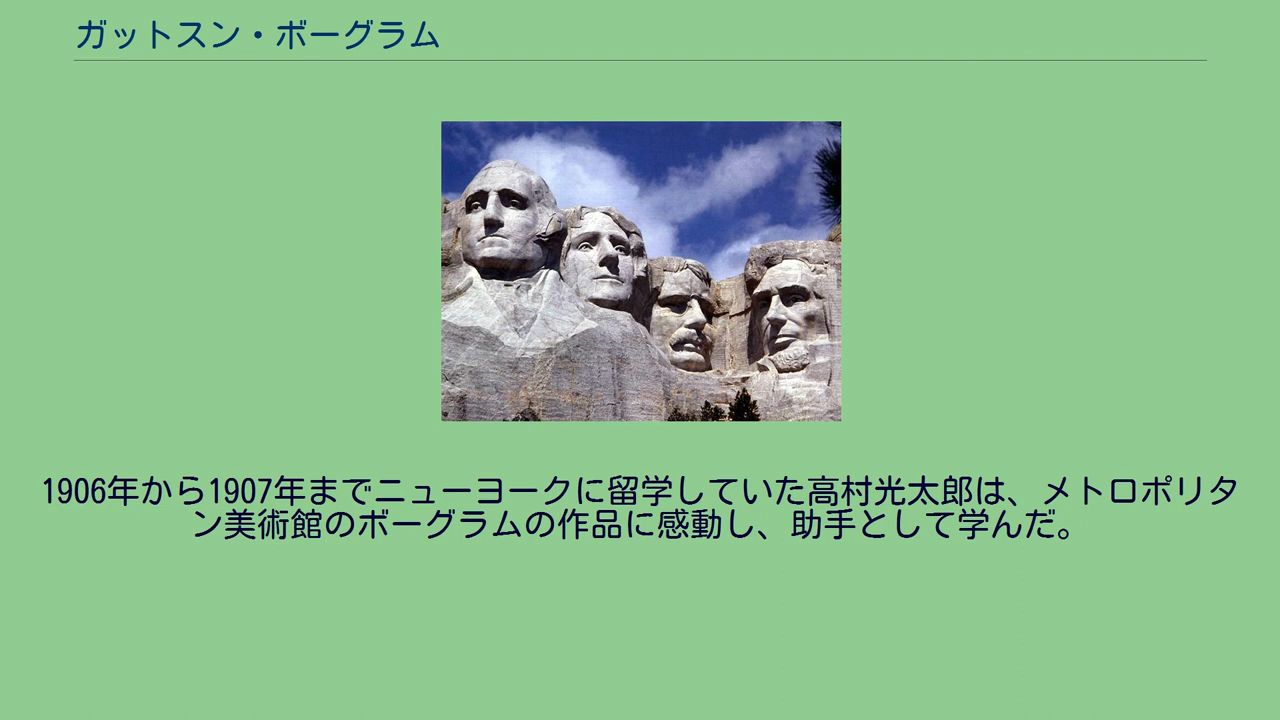 ガットスン・ボーグラム
1906年から1907年までニューヨークに留学していた高村光太郎は、メトロポリタ
ン美術館のボーグラムの作品に感動し、助手として学んだ。